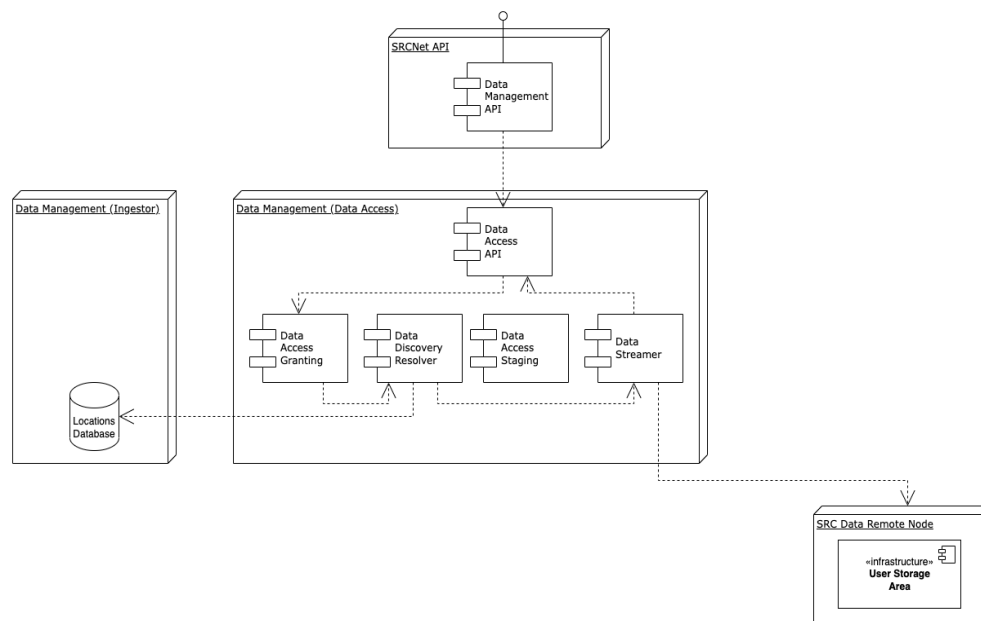 SRCNet API
Data
Management
API
Data Management (Ingestor)
Data Management (Data Access)
Data
Access
API
Data
Access
Granting
Data
Discovery
Resolver
Data
Access
Staging
Data
Streamer
Locations
Database
SRC Data Remote Node
«infrastructure»
User Storage
Area